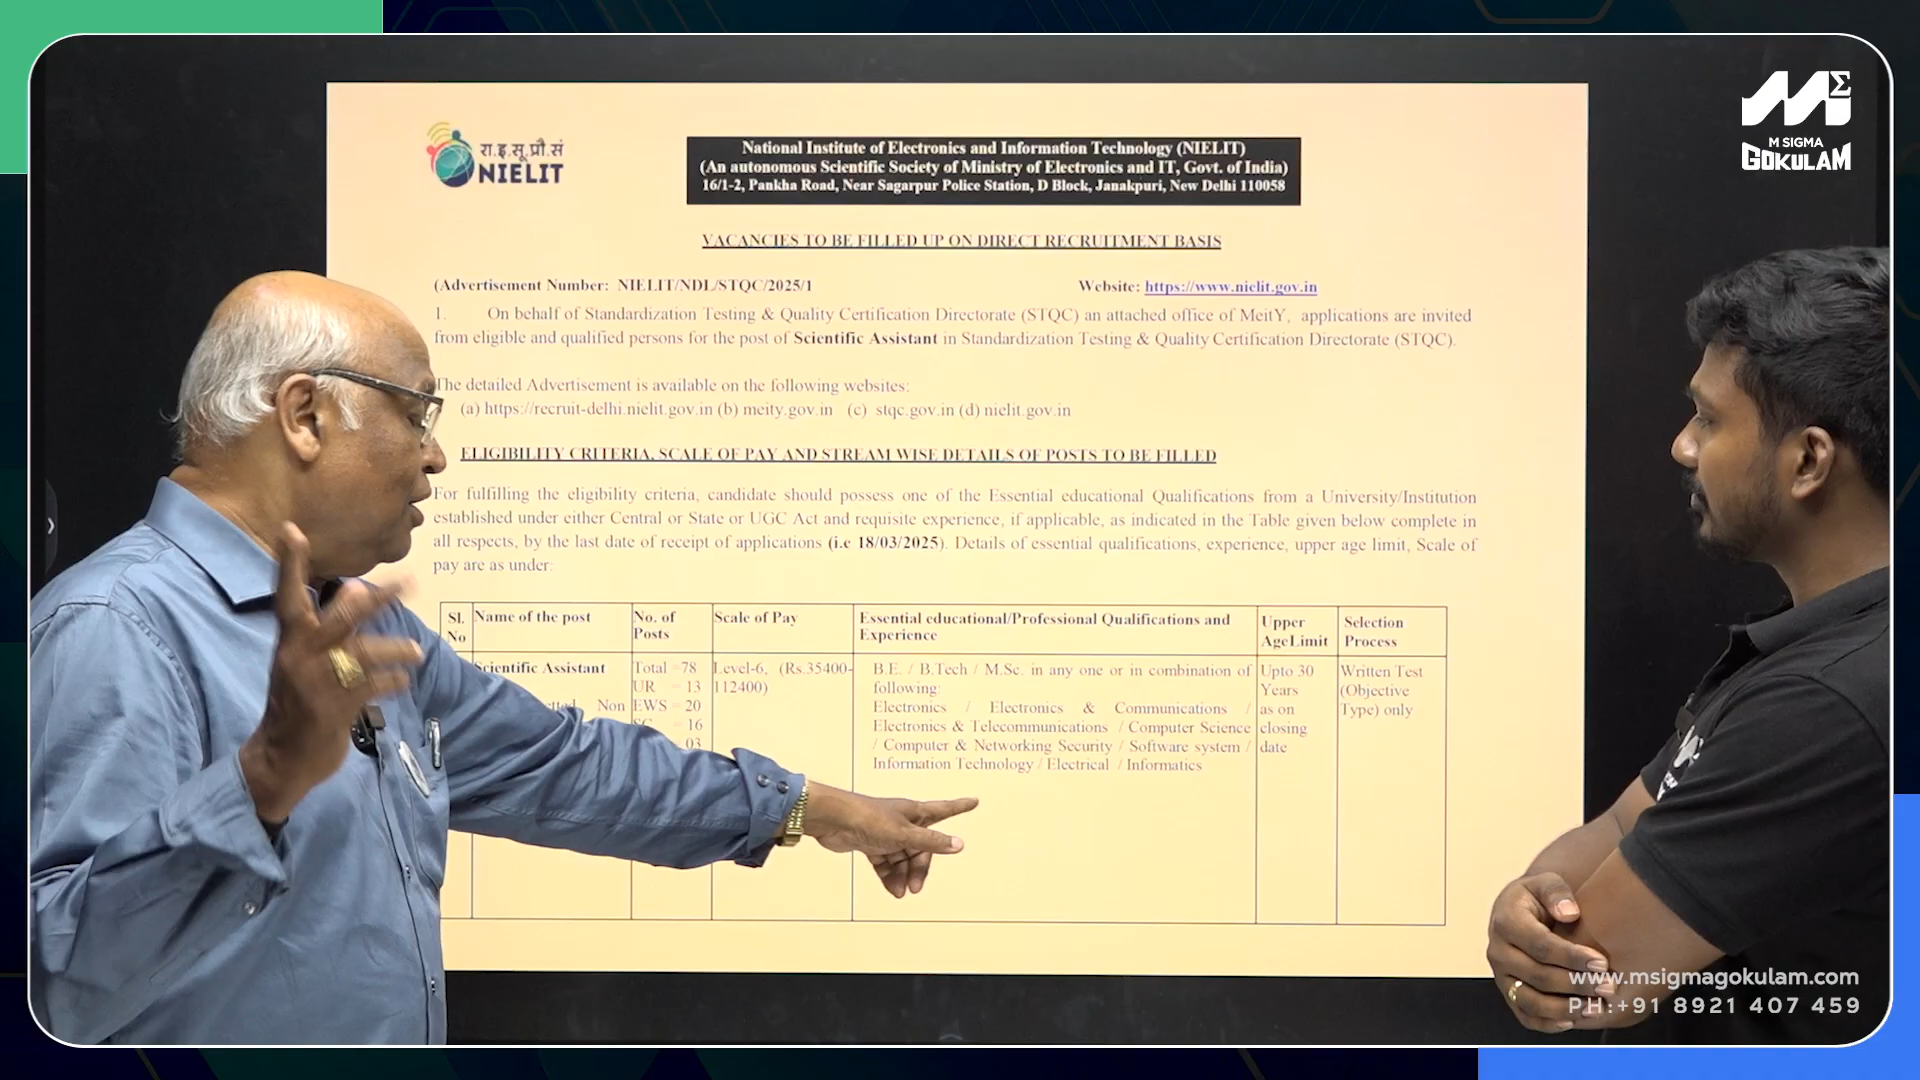 M SIGMA
GOKULAM
रा.इ.सू.प्रौ.सं
NIELIT
National Institute of Electronics and Information Technology (NIELIT)
(An autonomous Scientific Society of Ministry of Electronics and IT, Govt. of India)
16/1-2, Pankha Road, Near Sagarpur Police Station, D Block, Janakpuri, New Delhi 110058
VACANCIES TO BE FILLED UP ON DIRECT RECRUITMENT BASIS
(Advertisement Number: NIELIT/NDL/STQC/2025/1 Website: https://www.nielit.gov.in
1. On behalf of Standardization Testing & Quality Certification Directorate (STQC) an attached office of MeitY, applications are invited
from eligible and qualified persons for the post of Scientific Assistant in Standardization Testing & Quality Certification Directorate (STQC).
The detailed Advertisement is available on the following websites:
(a) https://recruit-delhi.nielit.gov.in (b) meity.gov.in (c) stqc.gov.in (d) nielit.gov.in
ELIGIBILITY CRITERIA, SCALE OF PAY AND STREAM WISE DETAILS OF POSTS TO BE FILLED
For fulfilling the eligibility criteria, candidate should possess one of the Essential educational Qualifications from a University/Institution
established under either Central or State or UGC Act and requisite experience, if applicable, as indicated in the Table given below complete in
all respects, by the last date of receipt of applications (i.e 18/03/2025). Details of essential qualifications, experience, upper age limit, Scale of
pay are as under:
Sl. No
Name of the post
No. of Posts
Scale of Pay
Essential educational/Professional Qualifications and
Experience
Upper
AgeLimit
Selection
Process
Scientific Assistant
Non
Total =78
UR = 13
EWS = 20
SC = 16
03
Level-6, (Rs.35400-
112400)
B.E. / B.Tech / M.Sc. in any one or in combination of
following:
Electronics / Electronics & Communications /
Electronics & Telecommunications / Computer Science
/ Computer & Networking Security / Software system /
Information Technology / Electrical / Informatics
Upto 30
Years
as on
closing
date
Written Test
(Objective
Type) only
www.msigmagokulam.com
PH:+91 8921 407 459